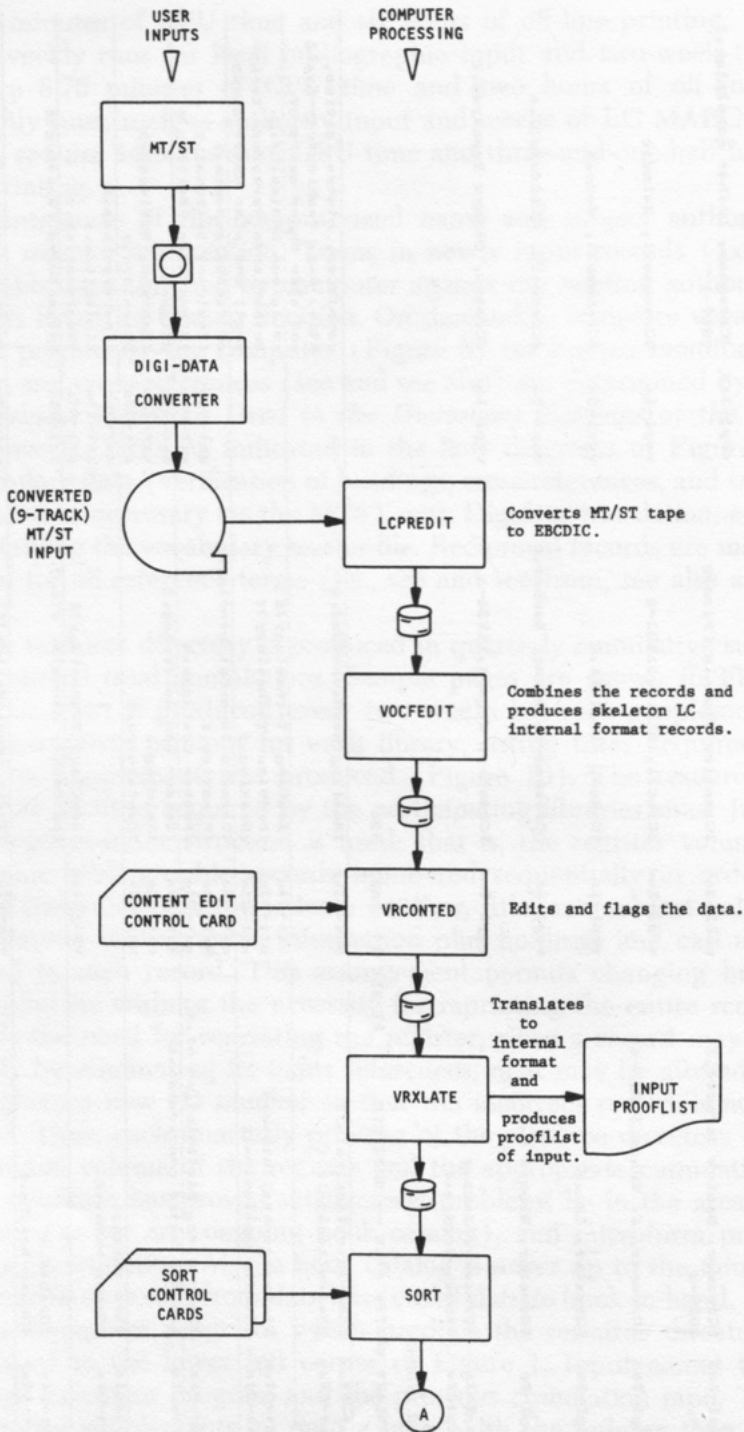 USER
INPUTS
COMPUTER
PROCESSING
MT/ST
DIGI-DATA
CONVERTER
CONVERTED
(9-TRACK)
MT/ST
INPUT
LCPREDIT
Converts MT/ST tape
to EBCDIC.
VOCFEDIT
Combines the records and
produces skeleton LC
internal format records.
CONTENT EDIT
CONTROL CARD
VRCONTED
Edits and flags the data.
Translates
to
internal
format and
produces
prooflist
of input.
VRXLATE
INPUT
PROOFLIST
SORT
CONTROL
CARDS
SORT
A